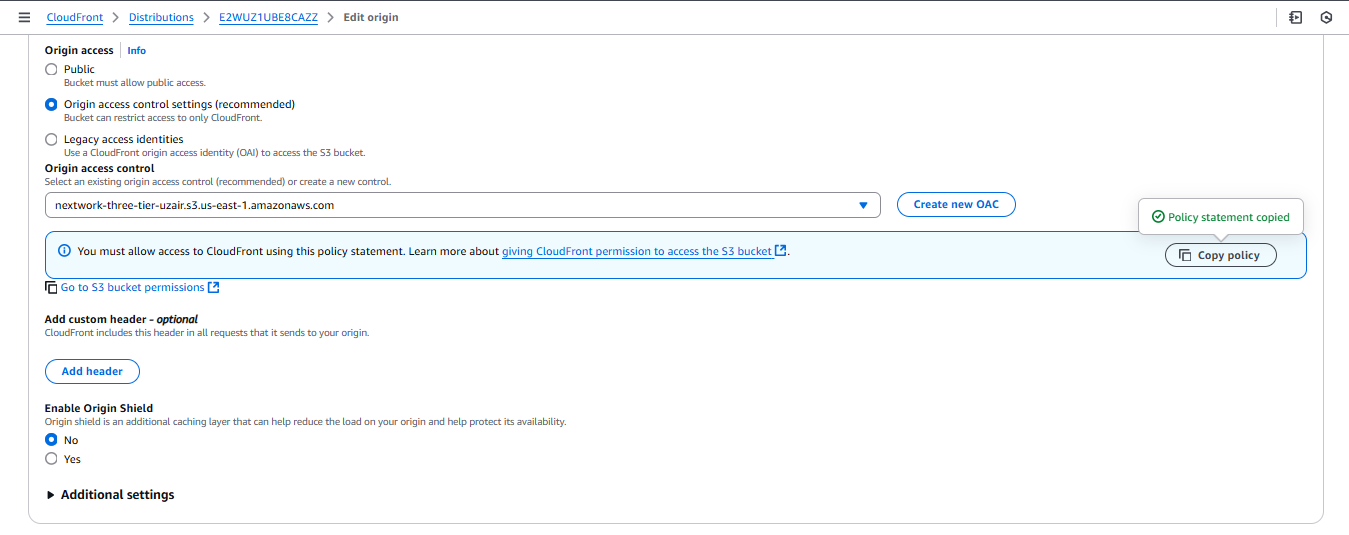 CloudFront > Distributions > E2WUZ1UBE8CAZZ > Edit origin
Origin access | Info
Public
Bucket must allow public access.
Origin access control settings (recommended)
Bucket can restrict access to only CloudFront.
Legacy access identities
Use a CloudFront origin access identity (OAI) to access the S3 bucket.
Origin access control
Select an existing origin access control (recommended) or create a new control.
nextwork-three-tier-uzair.s3.us-east-1.amazonaws.com
Create new OAC
Policy statement copied
You must allow access to CloudFront using this policy statement. Learn more about giving CloudFront permission to access the S3 bucket.
Copy policy
Go to S3 bucket permissions
Add custom header - optional
CloudFront includes this header in all requests that it sends to your origin.
Add header
Enable Origin Shield
Origin shield is an additional caching layer that can help reduce the load on your origin and help protect its availability.
No
Yes
Additional settings